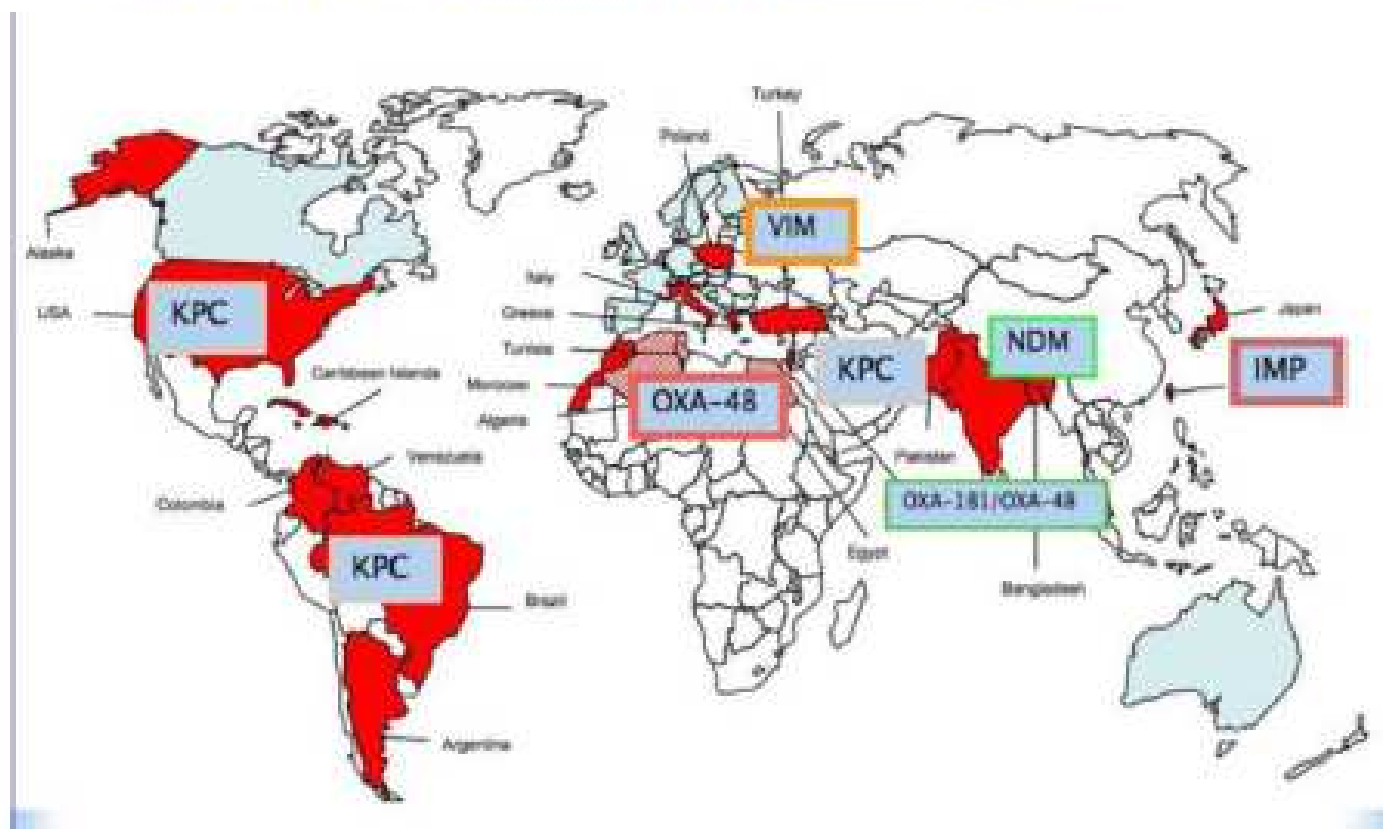 Turkey
Poland
VIM
Alaska
Italy
KPC
USA
Greece
Japan
NDM
Tunisia
KPC
IMP
Caribbean Islands
Morocco
OXA-48
Algeria
Venezuela
Pakistan
Colombia
OXA-181/OXA-48
Egypt
KPC
Bangladesh
Brazil
Argentina